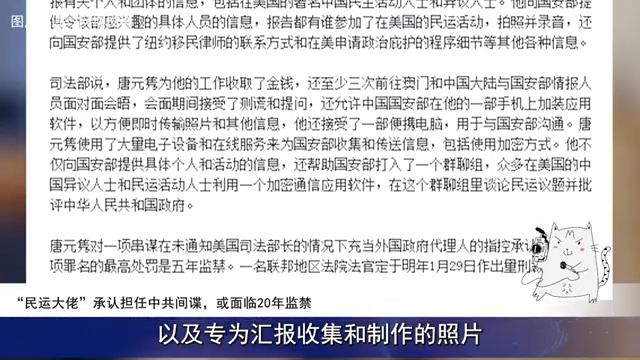 图片
报有关个人和团体的信息，包括在美国的著名中国民主活动人士和异议人士。他向国安部提
供令该部感兴趣的具体人员的信息，报告都有谁参加了在美国的民运活动，拍照并录音，还
向国安部提供了纽约移民律师的联系方式和在美申请政治庇护的程序细节等其他各种信息。
司法部说，唐元隽为他的工作收取了金钱，还至少三次前往澳门和中国大陆与国安部情报人
员面对面会晤，会面期间接受了测谎和提问，还允许中国国安部在他的一部手机上加装应用
软件，以方便即时传输照片和其他信息，他还接受了一部便携电脑，用于与国安部沟通。唐
元隽使用了大量电子设备和在线服务来为国安部收集和传送信息，包括使用加密方式。他不
仅向国安部提供具体个人和活动的信息，还帮助国安部打入了一个群聊组，众多在美国的中
国异议人士和民运活动人士利用一个加密通信应用软件，在这个群聊组里谈论民运议题并批
评中华人民共和国政府。
唐元隽对一项串谋在未通知美国司法部长的情况下充当外国政府代理人的指控承认
项罪名的最高处罚是五年监禁。一名联邦地区法院法官定于明年1月29日作出量刑
“民运大佬”承认担任中共间谍，或面临20年监禁
以及专为汇报收集和制作的照片